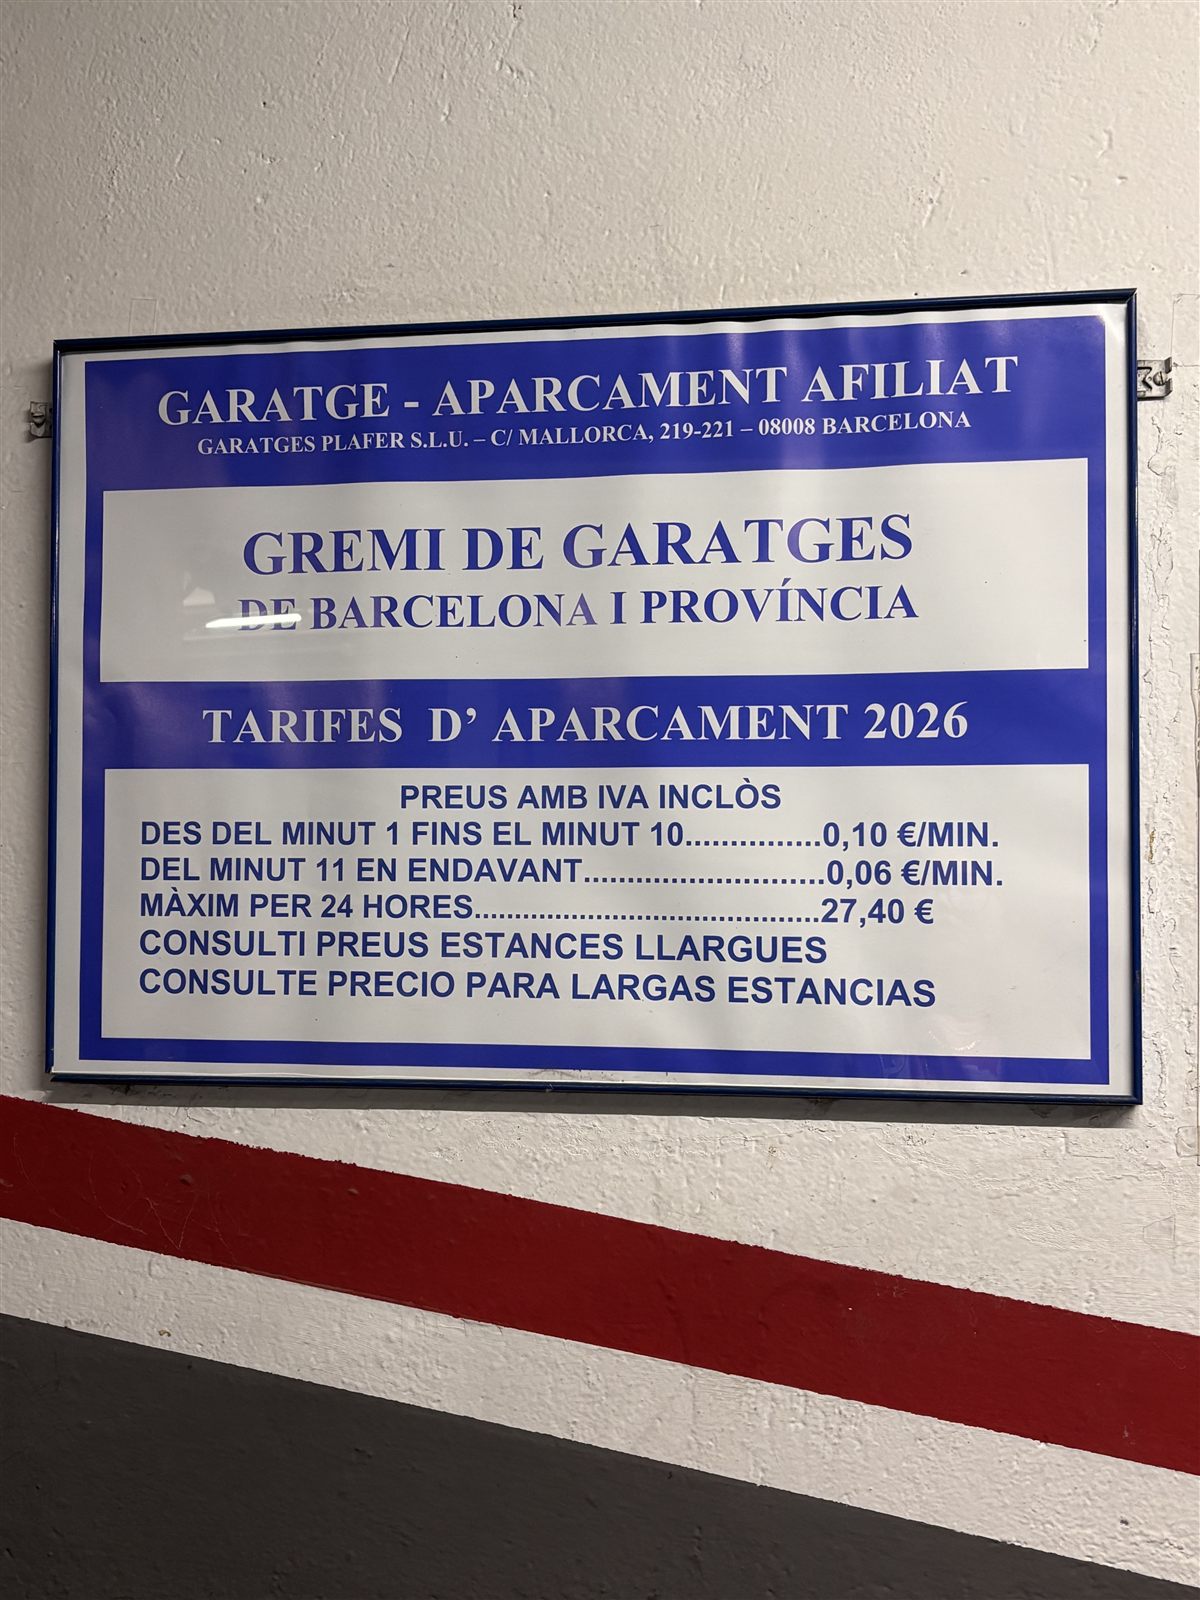 GARATGE - APARCAMENT AFILIAT
GARATGES PLAFER S.L.U. – C/ MALLORCA, 219-221 – 08008 BARCELONA
GREMI DE GARATGES
DE BARCELONA I PROVÍNCIA
TARIFES D’ APARCAMENT 2026
PREUS AMB IVA INCLÒS
DES DEL MINUT 1 FINS EL MINUT 10...............0,10 €/MIN.
DEL MINUT 11 EN ENDAVANT...........................0,06 €/MIN.
MÀXIM PER 24 HORES.......................................27,40 €
CONSULTI PREUS ESTANCES LLARGUES
CONSULTE PRECIO PARA LARGAS ESTANCIAS